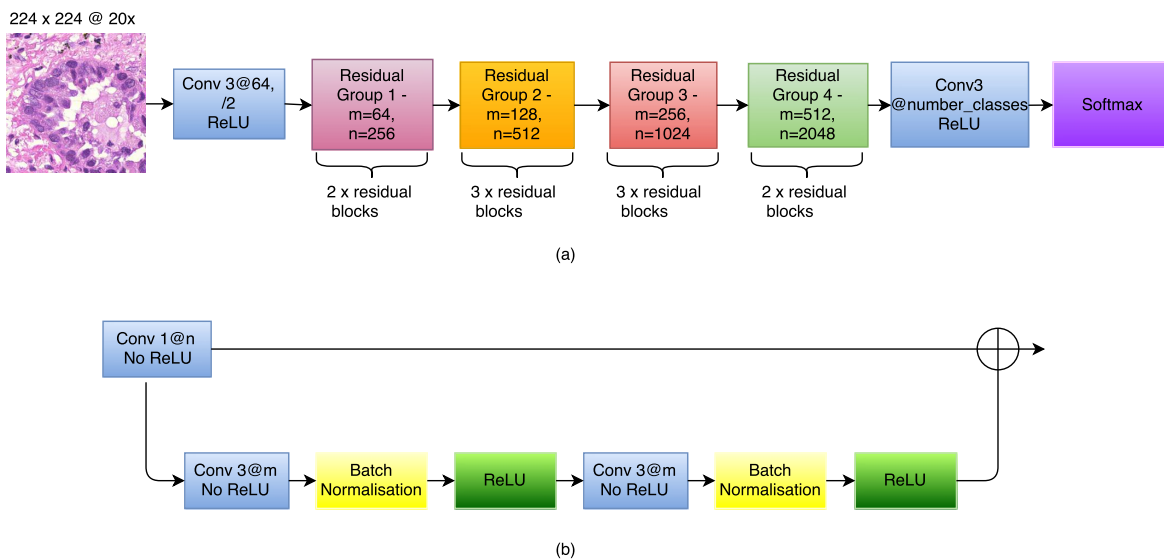 224 x 224 @ 20x
Conv 3@64,
/2
ReLU
Residual
Group 1 -
m=64,
n=256
Residual
Group 2 -
m=128,
n=512
Residual
Group 3 -
m=256,
n=1024
Residual
Group 4 -
m=512,
n=2048
Conv3
@number_classes
ReLU
Softmax
2 x residual
blocks
3 x residual
blocks
3 x residual
blocks
2 x residual
blocks
(a)
Conv 1@n
No ReLU
Conv 3@m
No ReLU
Batch
Normalisation
ReLU
Conv 3@m
No ReLU
Batch
Normalisation
ReLU
(b)